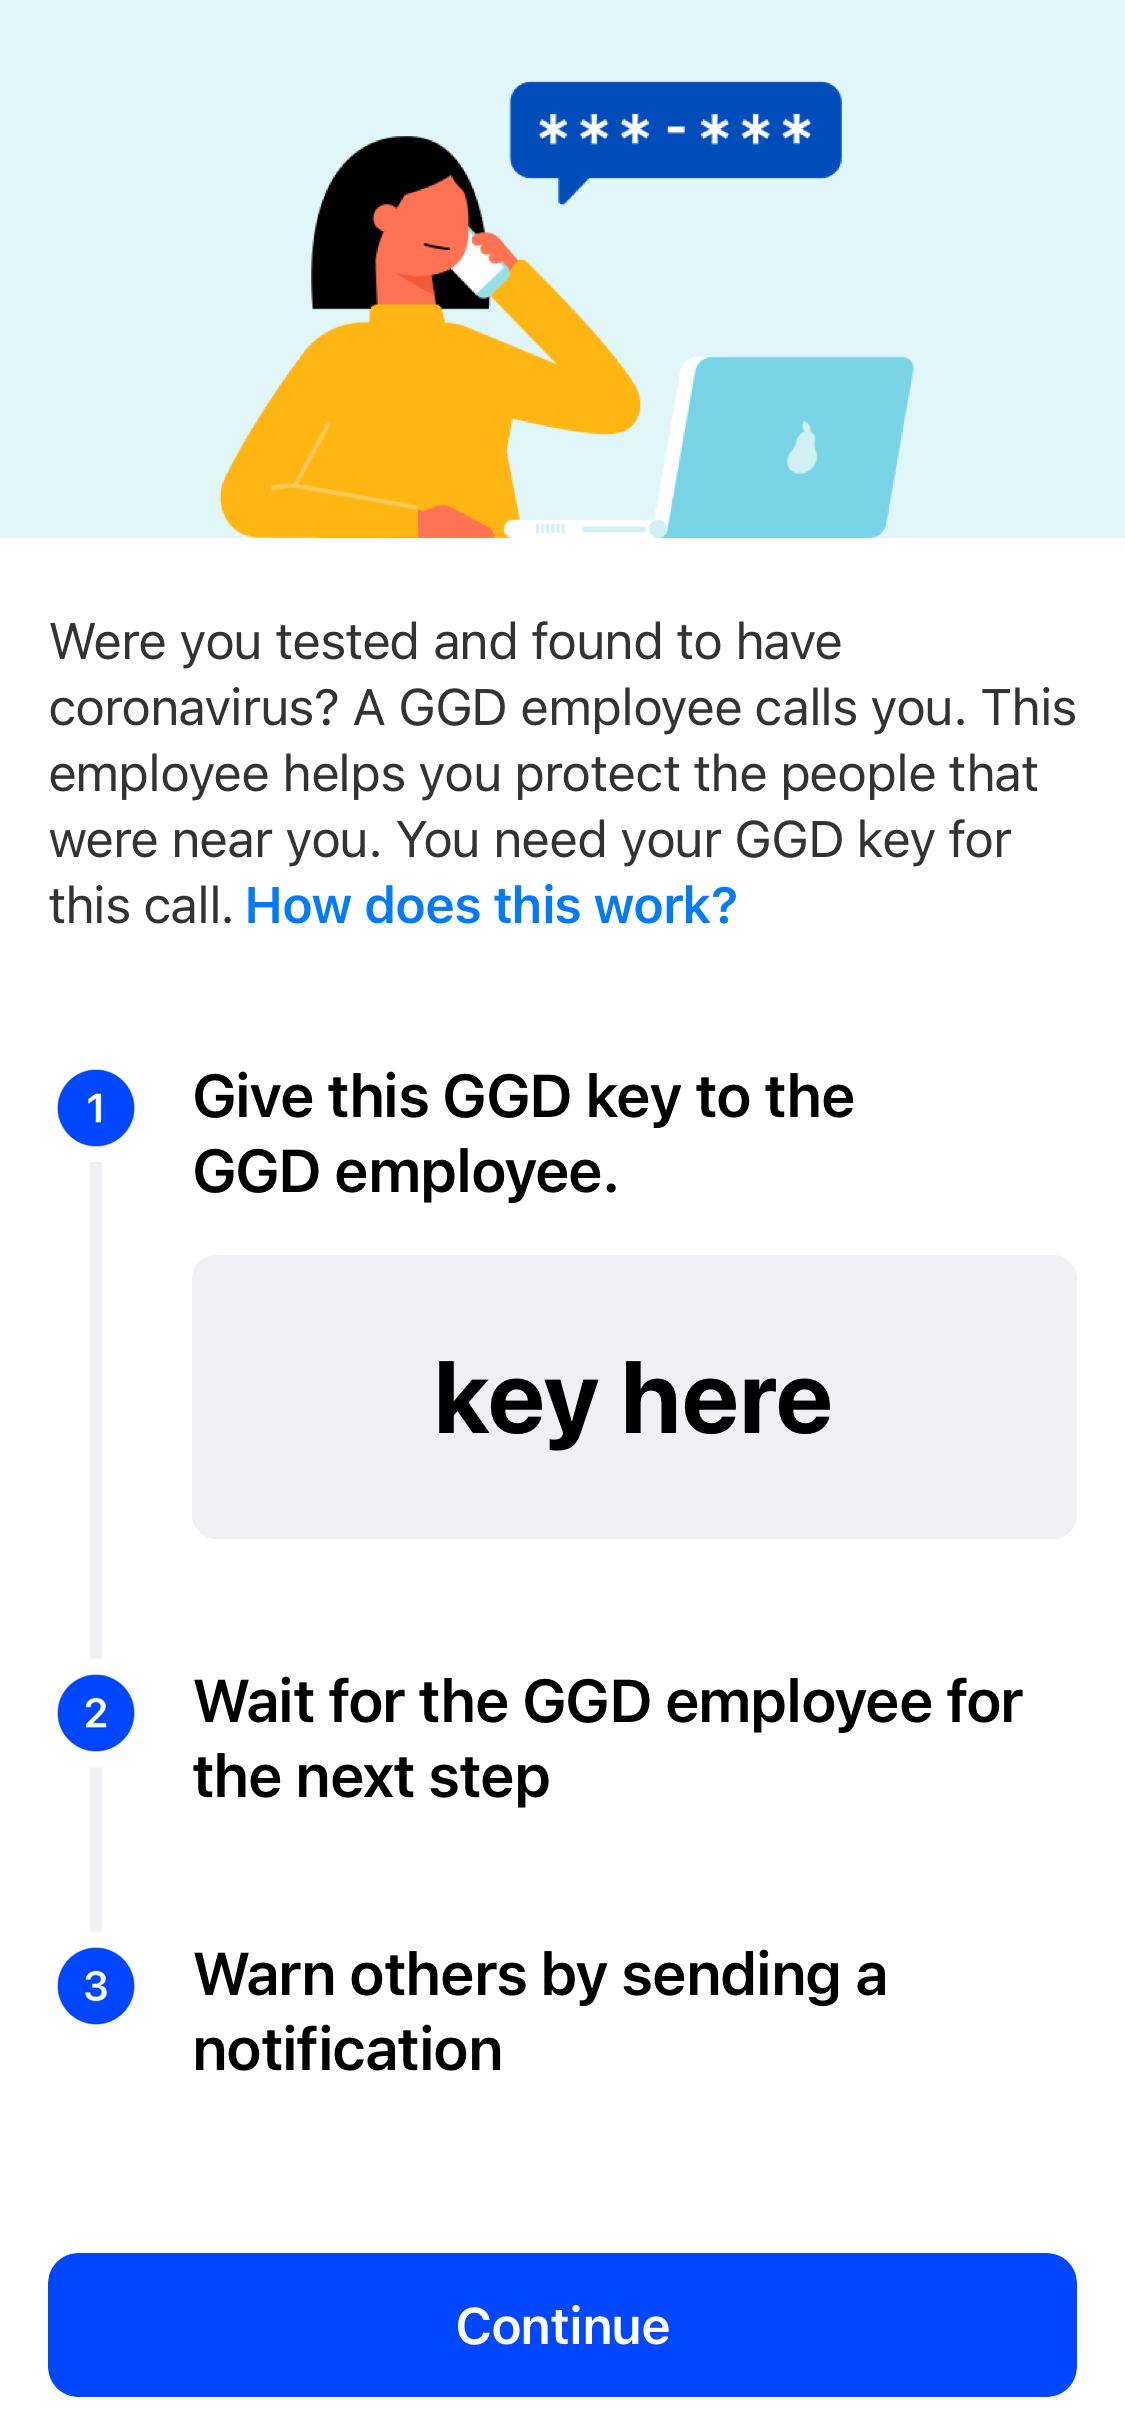 ***-***
Were you tested and found to have
coronavirus? A GGD employee calls you. This
employee helps you protect the people that
were near you. You need your GGD key for
this call. How does this work?
1
Give this GGD key to the
GGD employee.
key here
2
Wait for the GGD employee for
the next step
3
Warn others by sending a
notification
Continue